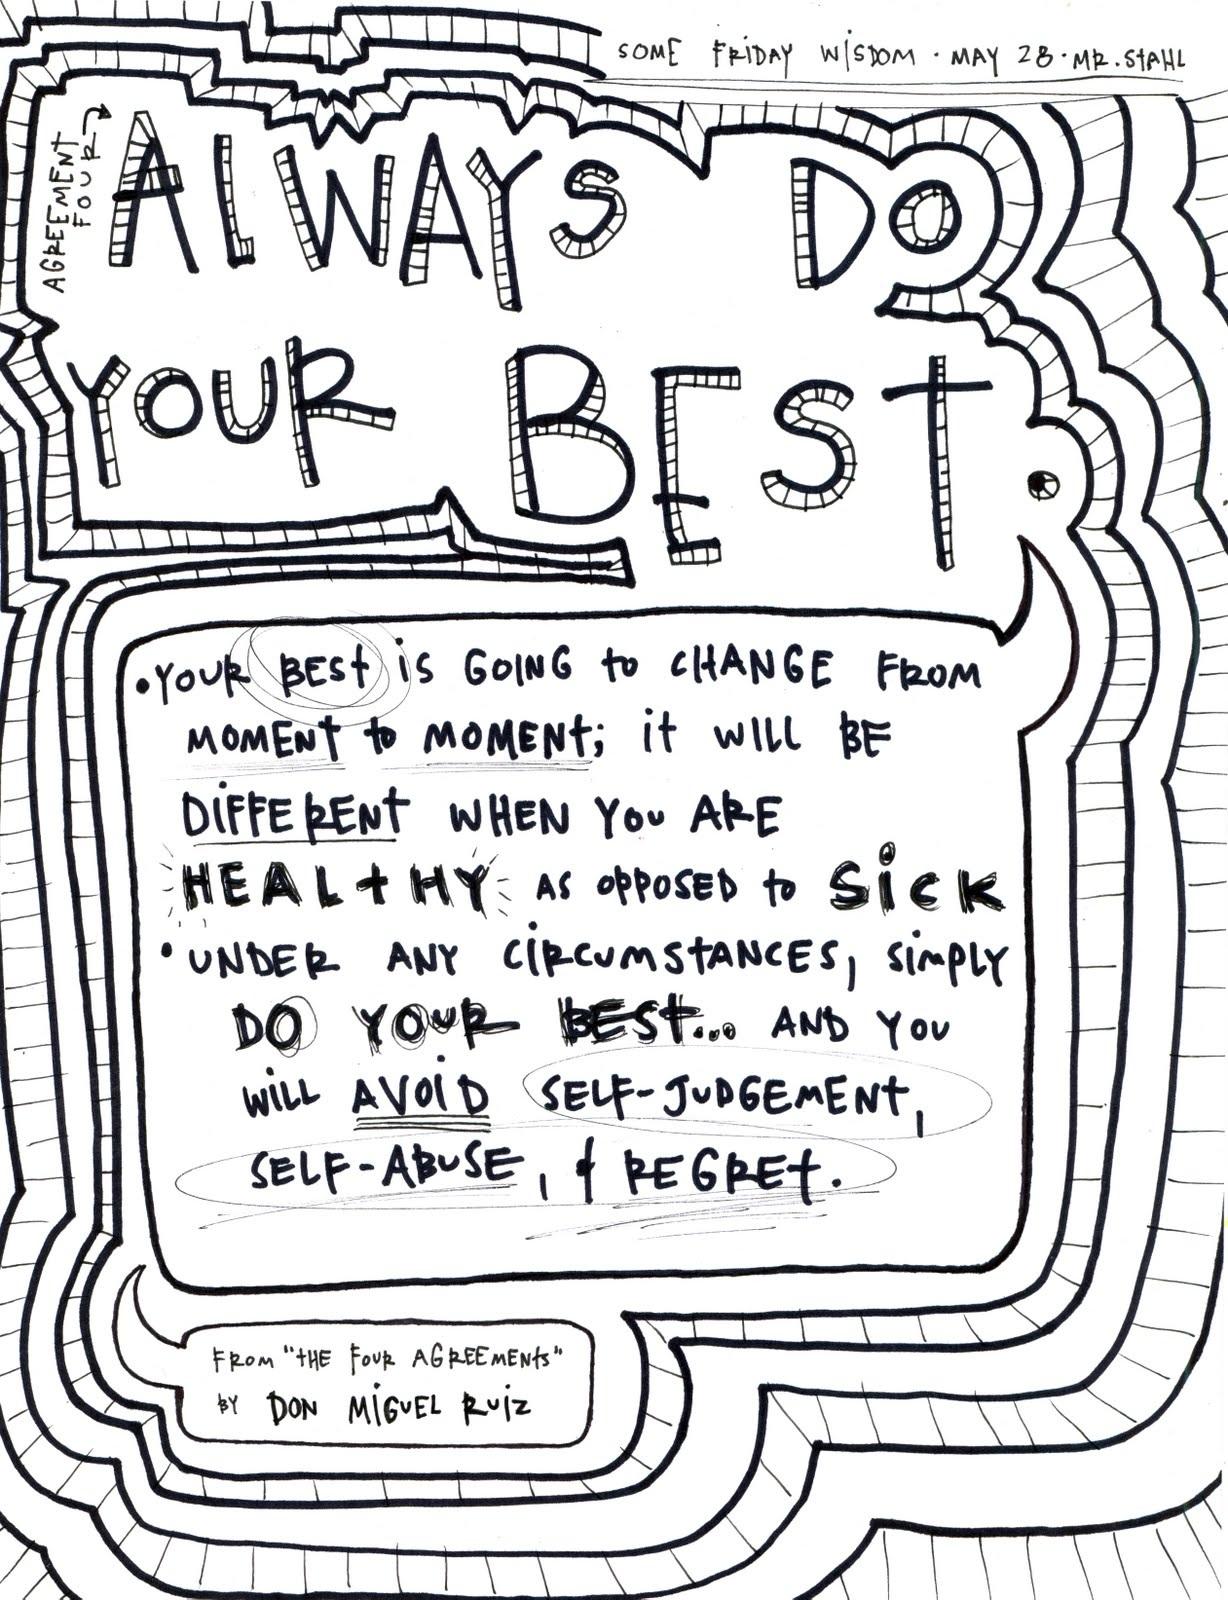 SOME FRIDAY WISDOM · MAY 28 · MR. StAHL
AGREEMENT
FOUR
AlWAYS DO
YOUR BEST.
• YOUR BESt iS GOING to CHANGE FROM
MOMENt to MOMENt; it WILL BE
DiFFERENt WHEN YOU ARE
HEALtHY AS OPPOSED to SiCK
• UNDER ANY CiRCUMStANCES, SiMPLY
DO YOUR BESt... AND YOU
WiLL AVOiD SELF-JUDGEMENt,
SELF-ABUSE, & REGREt.
FROM "tHE FOUR AGREEMENtS"
BY DON MiGUEL RUiZ